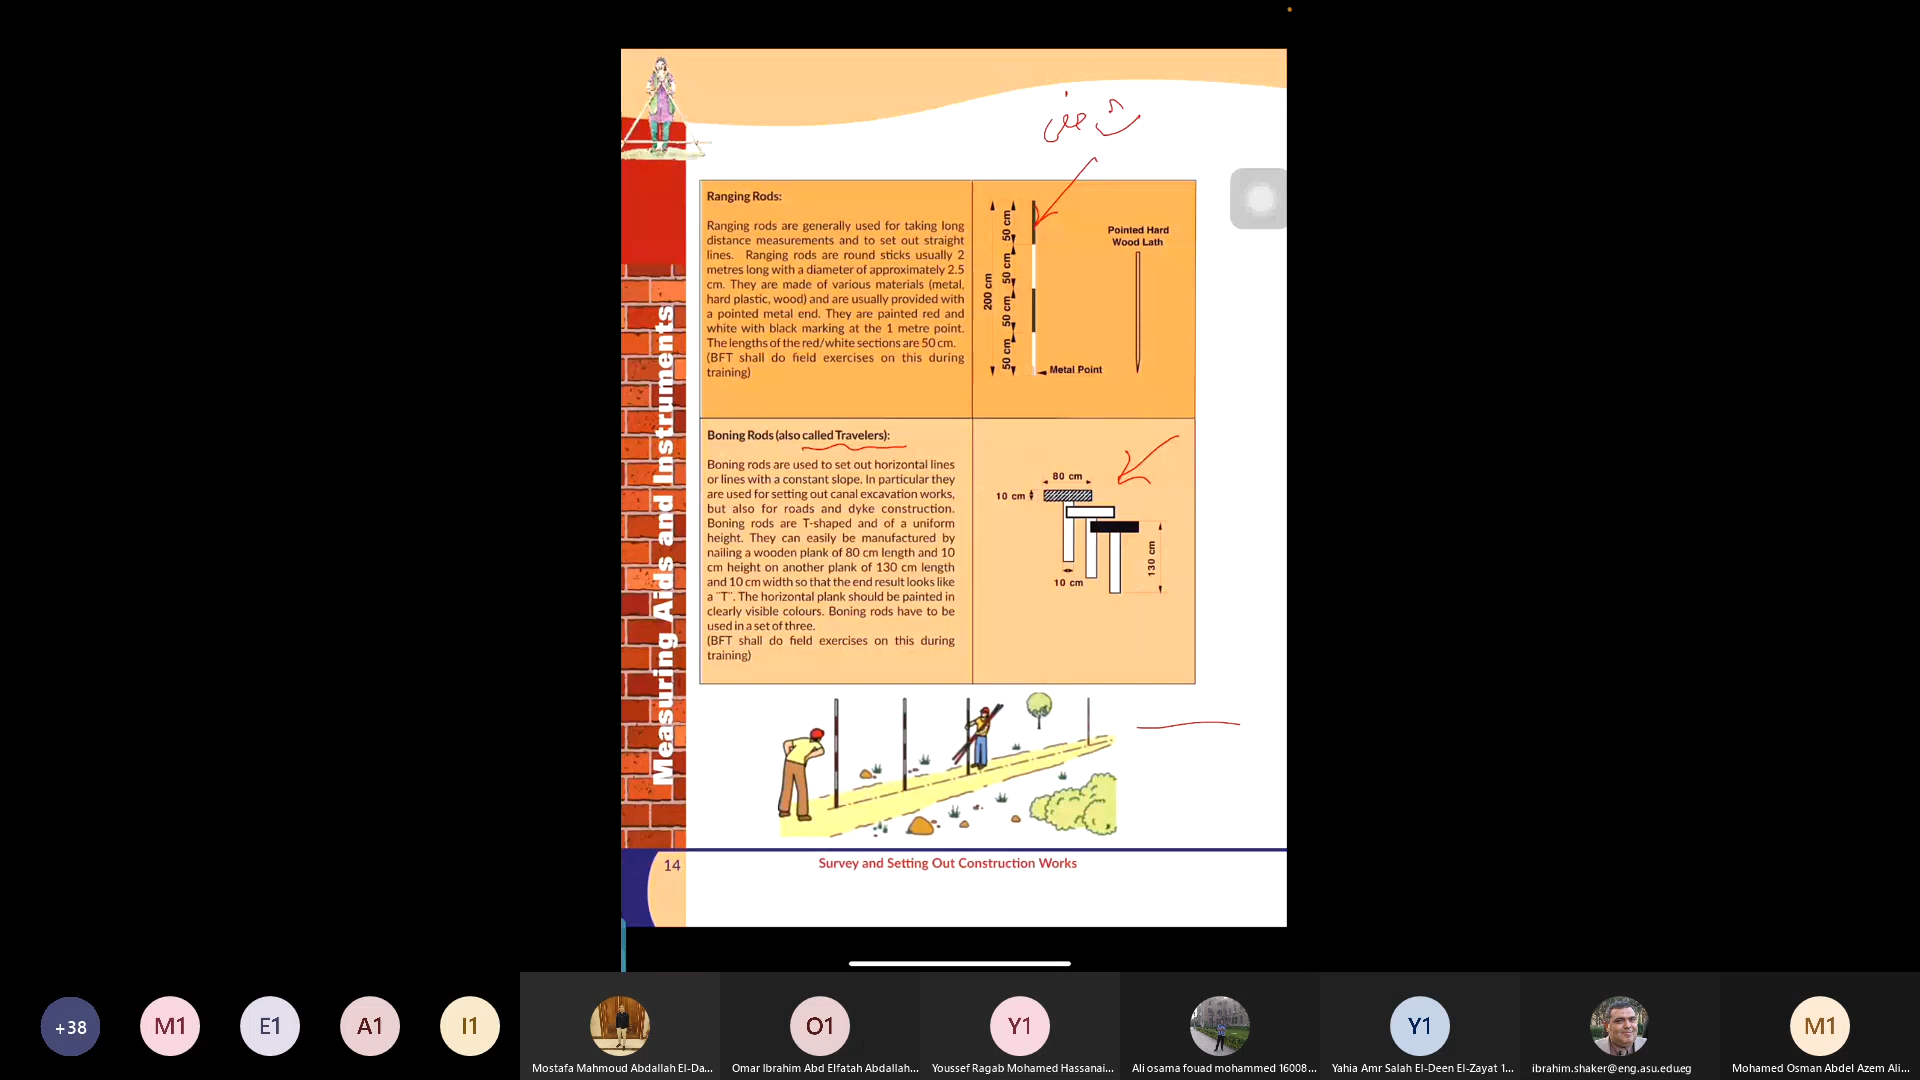 Ranging Rods:
Ranging rods are generally used for taking long
distance measurements and to set out straight
lines. Ranging rods are round sticks usually 2
metres long with a diameter of approximately 2.5
cm. They are made of various materials (metal,
hard plastic, wood) and are usually provided with
a pointed metal end. They are painted red and
white with black marking at the 1 metre point.
The lengths of the red/white sections are 50 cm.
(BFT shall do field exercises on this during
training)
200 cm
50 cm
50 cm
50 cm
50 cm
Metal Point
Pointed Hard
Wood Lath
Boning Rods (also called Travelers):
Boning rods are used to set out horizontal lines
or lines with a constant slope. In particular they
are used for setting out canal excavation works,
but also for roads and dyke construction.
Boning rods are T-shaped and of a uniform
height. They can easily be manufactured by
nailing a wooden plank of 80 cm length and 10
cm height on another plank of 130 cm length
and 10 cm width so that the end result looks like
a ¨T¨. The horizontal plank should be painted in
clearly visible colours. Boning rods have to be
used in a set of three.
(BFT shall do field exercises on this during
training)
80 cm
10 cm
10 cm
130 cm
Measuring Aids and Instruments
14
Survey and Setting Out Construction Works
+38
M1
E1
A1
I1
Mostafa Mahmoud Abdallah El-Da...
O1
Omar Ibrahim Abd Elfatah Abdallah...
Y1
Youssef Ragab Mohamed Hassanai...
Ali osama fouad mohammed 16008...
Y1
Yahia Amr Salah El-Deen El-Zayat 1...
ibrahim.shaker@eng.asu.edu.eg
M1
Mohamed Osman Abdel Azem Ali...